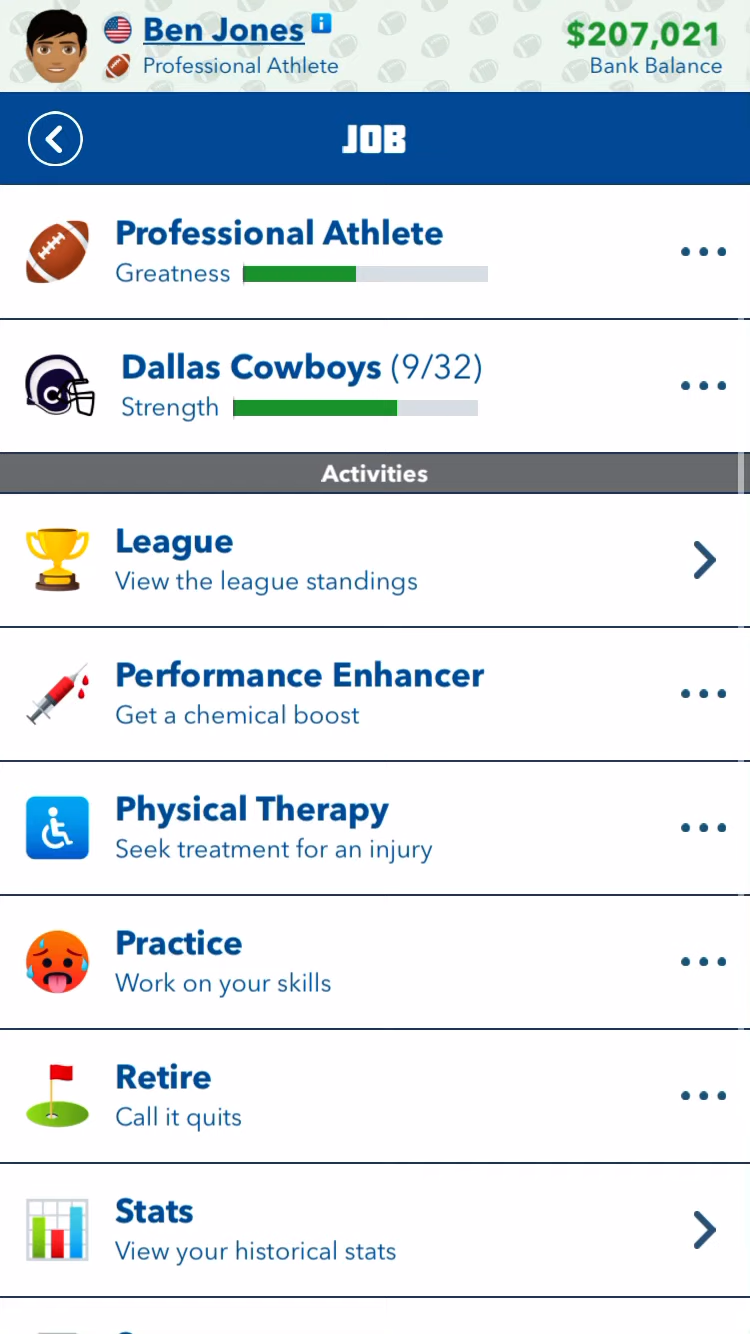 Ben Jones
$207,021
Professional Athlete
Bank Balance
JOB
Professional Athlete
Greatness
Dallas Cowboys (9/32)
Strength
Activities
League
View the league standings
Performance Enhancer
Get a chemical boost
Physical Therapy
Seek treatment for an injury
Practice
Work on your skills
Retire
Call it quits
Stats
View your historical stats